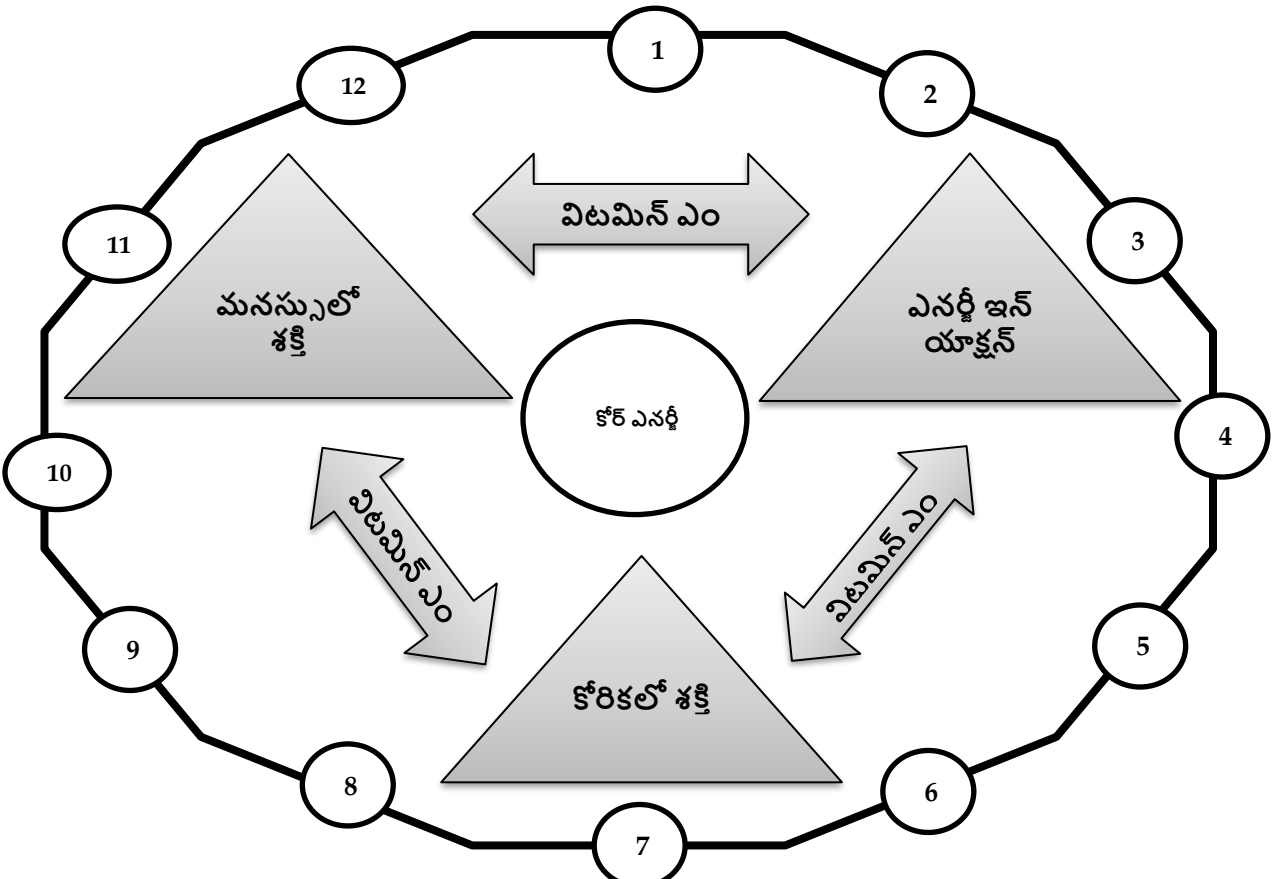 1
2
3
4
5
6
7
8
9
10
11
12
విటమిన్ ఎం
మనస్సులో
శక్తి
ఎనర్జీ ఇన్
యాక్షన్
కోర్ ఎనర్జీ
విటమిన్ ఎం
విటమిన్ ఎం
కోరికలో శక్తి